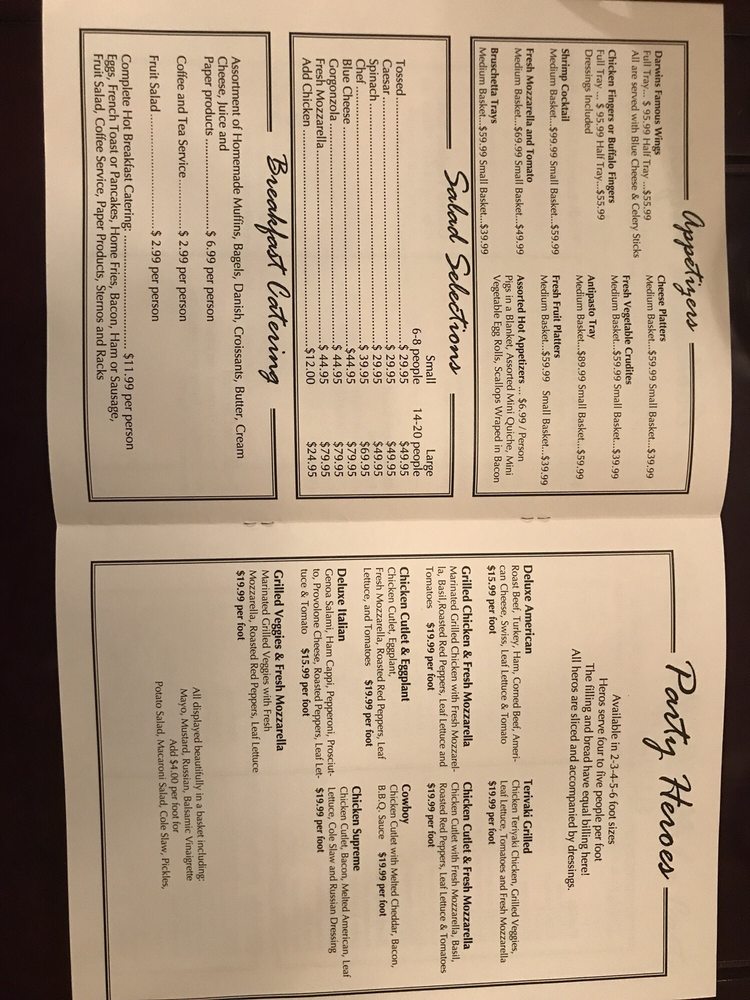 Appetizers
Darwins Famous Wings
Full Tray... $ 95.99 Half Tray ...$55.99
All are served with Blue Cheese & Celery Sticks
Chicken Fingers or Buffalo Fingers
Full Tray ... $ 95.99 Half Tray...$55.99
Dressings Included
Shrimp Cocktail
Medium Basket...$99.99 Small Basket...$59.99
Fresh Mozzarella and Tomato
Medium Basket...$69.99 Small Basket...$49.99
Bruschetta Trays
Medium Basket...$59.99 Small Basket...$39.99
Cheese Platters
Medium Basket...$59.99 Small Basket...$39.99
Fresh Vegetable Crudites
Medium Basket...$59.99 Small Basket...$39.99
Antipasto Tray
Medium Basket...$89.99 Small Basket...$59.99
Fresh Fruit Platters
Medium Basket...$59.99 Small Basket...$39.99
Assorted Hot Appetizers ... $6.99 / Person
Pigs in a Blanket, Assorted Mini Quiche, Mini
Vegetable Egg Rolls, Scallops Wraped in Bacon
Salad Selections
Small Large
6-8 people 14-20 people
Tossed $ 29.95 $49.95
Caesar $ 29.95 $49.95
Spinach $ 29.95 $49.95
Chef $ 39.95 $69.95
Blue Cheese $44.95 $79.95
Gorgonzola $ 44.95 $79.95
Fresh Mozzarella $ 44.95 $79.95
Add Chicken $12.00 $24.95
Breakfast Catering
Assortment of Homemade Muffins, Bagels, Danish, Croissants, Butter, Cream
Cheese, Juice and
Paper products $ 6.99 per person
Coffee and Tea Service $ 2.99 per person
Fruit Salad $ 2.99 per person
Complete Hot Breakfast Catering: $11.99 per person
Eggs, French Toast or Pancakes, Home Fries, Bacon, Ham or Sausage,
Fruit Salad, Coffee Service, Paper Products, Sternos and Racks
Party Heroes
Available in 2-3-4-5-6 foot sizes
Heros serve four to five people per foot
The filling and bread have equal billing here!
All heros are sliced and accompanied by dressings.
Deluxe American
Roast Beef, Turkey, Ham, Corned Beef, Ameri-
can Cheese, Swiss, Leaf Lettuce & Tomato
$15.99 per foot
Grilled Chicken & Fresh Mozzarella
Marinated Grilled Chicken with Fresh Mozzarel-
la, Basil,Roasted Red Peppers, Leaf Lettuce and
Tomatoes $19.99 per foot
Chicken Cutlet & Eggplant
Chicken Cutlet, Eggplant,
Fresh Mozzarella, Roasted Red Peppers, Leaf
Lettuce, and Tomatoes $19.99 per foot
Deluxe Italian
Genoa Salami, Ham Cappi, Pepperoni, Prosciut-
to, Provolone Cheese, Roasted Peppers, Leaf Let-
tuce & Tomato $15.99 per foot
Grilled Veggies & Fresh Mozzarella
Marinated Grilled Veggies with Fresh
Mozzarella, Roasted Red Peppers, Leaf Lettuce
$19.99 per foot
Teriyaki Grilled
Chicken Teriyaki Chicken, Grilled Veggies,
Leaf Lettuce, Tomatoes and Fresh Mozzarella
$19.99 per foot
Chicken Cutlet & Fresh Mozzarella
Chicken Cutlet with Fresh Mozzarella, Basil,
Roasted Red Peppers, Leaf Lettuce & Tomatoes
$19.99 per foot
Cowboy
Chicken Cutlet with Melted Cheddar, Bacon,
B.B.Q. Sauce $19.99 per foot
Chicken Supreme
Chicken Cutlet, Bacon, Melted American, Leaf
Lettuce, Cole Slaw and Russian Dressing
$19.99 per foot
All displayed beautifully in a basket including:
Mayo, Mustard, Russian, Balsamic Vinaigrette
Add $4.00 per foot for
Potato Salad, Macaroni Salad, Cole Slaw, Pickles,